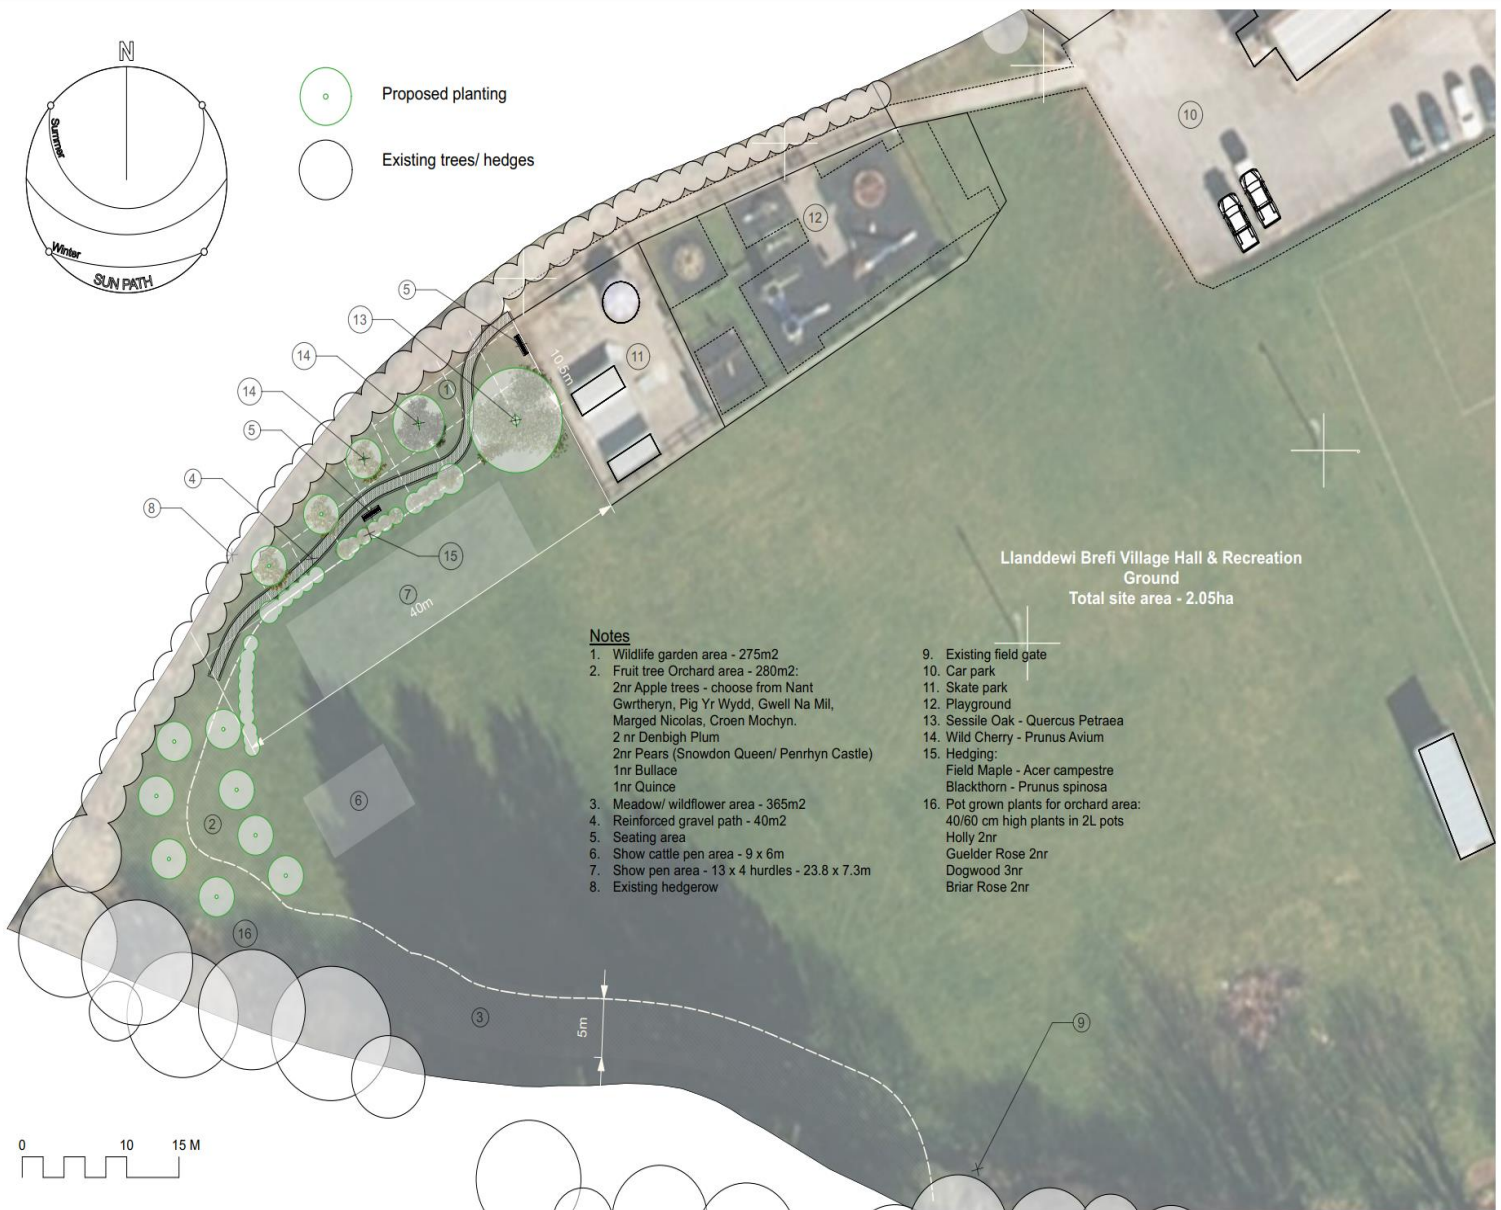 N
Summer
Winter
SUN PATH
Proposed planting
Existing trees/ hedges
10
12
5
13
11
14
1
10.5m
14
5
4
8
15
7
40m
Llanddewi Brefi Village Hall & Recreation
Ground
Total site area - 2.05ha
Notes
1. Wildlife garden area - 275m2
2. Fruit tree Orchard area - 280m2:
2nr Apple trees - choose from Nant
Gwrtheryn, Pig Yr Wydd, Gwell Na Mil,
Marged Nicolas, Croen Mochyn.
2 nr Denbigh Plum
2nr Pears (Snowdon Queen/ Penrhyn Castle)
1nr Bullace
1nr Quince
3. Meadow/ wildflower area - 365m2
4. Reinforced gravel path - 40m2
5. Seating area
6. Show cattle pen area - 9 x 6m
7. Show pen area - 13 x 4 hurdles - 23.8 x 7.3m
8. Existing hedgerow
9. Existing field gate
10. Car park
11. Skate park
12. Playground
13. Sessile Oak - Quercus Petraea
14. Wild Cherry - Prunus Avium
15. Hedging:
Field Maple - Acer campestre
Blackthorn - Prunus spinosa
16. Pot grown plants for orchard area:
40/60 cm high plants in 2L pots
Holly 2nr
Guelder Rose 2nr
Dogwood 3nr
Briar Rose 2nr
6
2
16
3
5m
9
0 10 15 M